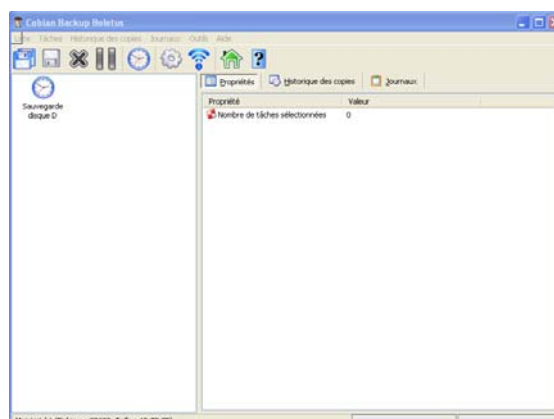 Cobian Backup Boletus
Liste Tâches Historique des copies Journaux Outils Aide
Propriétés Historique des copies Journaux
Sauvegarde
disque D
Propriété Valeur
Nombre de tâches sélectionnées 0